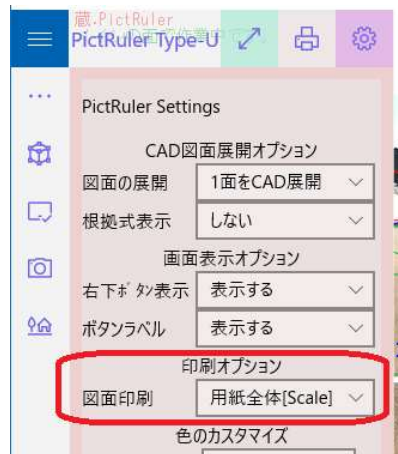 蔵.PictRuler
PictRuler Type-U
PictRuler Settings
CAD図面展開オプション
図面の展開 1面をCAD展開
根拠式表示 しない
画面表示オプション
右下ボタン表示 表示する
ボタンラベル 表示する
印刷オプション
図面印刷 用紙全体[Scale]
色のカスタマイズ